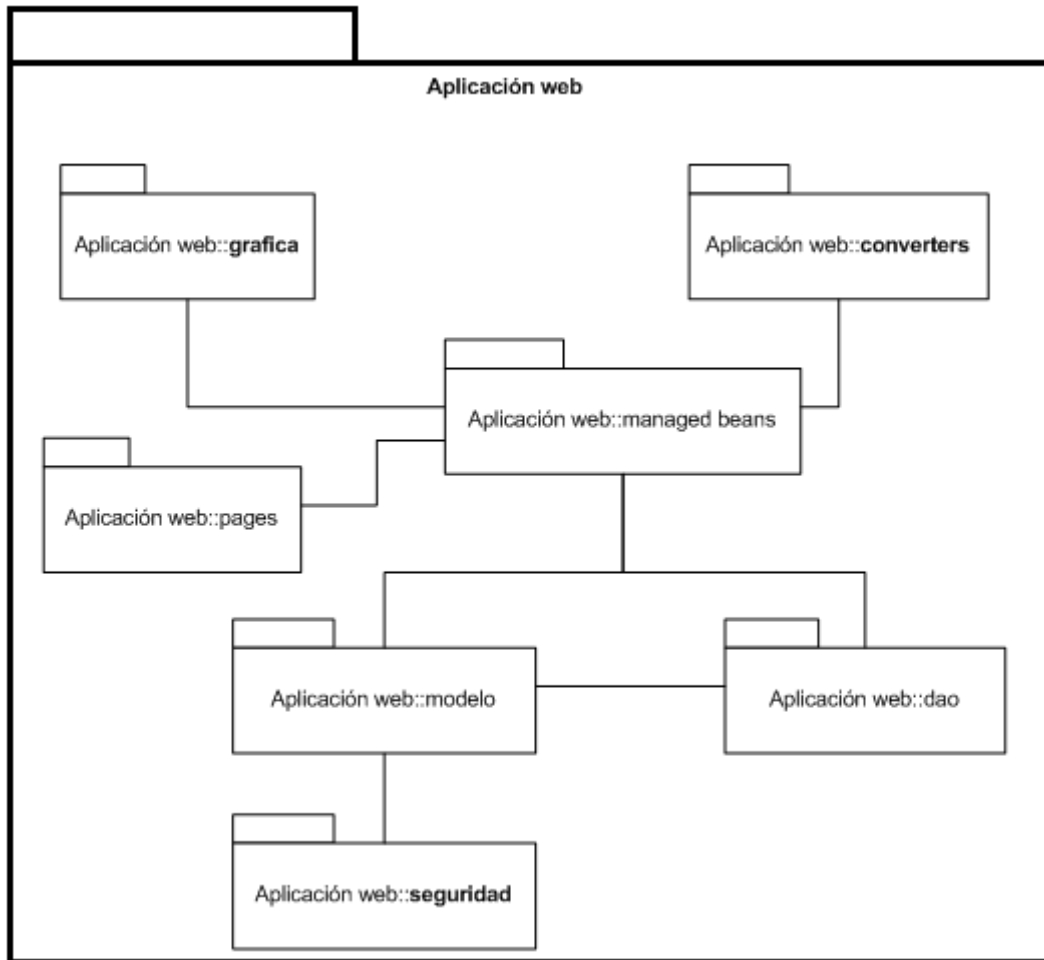 Aplicación web
Aplicación web::grafica
Aplicación web::converters
Aplicación web::managed beans
Aplicación web::pages
Aplicación web::modelo
Aplicación web::dao
Aplicación web::seguridad